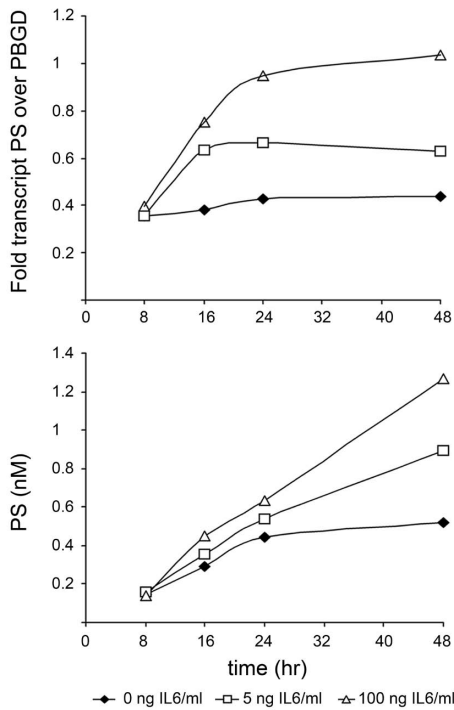 Fold transcript PS over PBGD
1.2
1
0.8
0.6
0.4
0.2
0 8 16 24 32 40 48
PS (nM)
1.4
1.2
1
0.8
0.6
0.4
0.2
0 8 16 24 32 40 48
time (hr)
0 ng IL6/ml 5 ng IL6/ml 100 ng IL6/ml